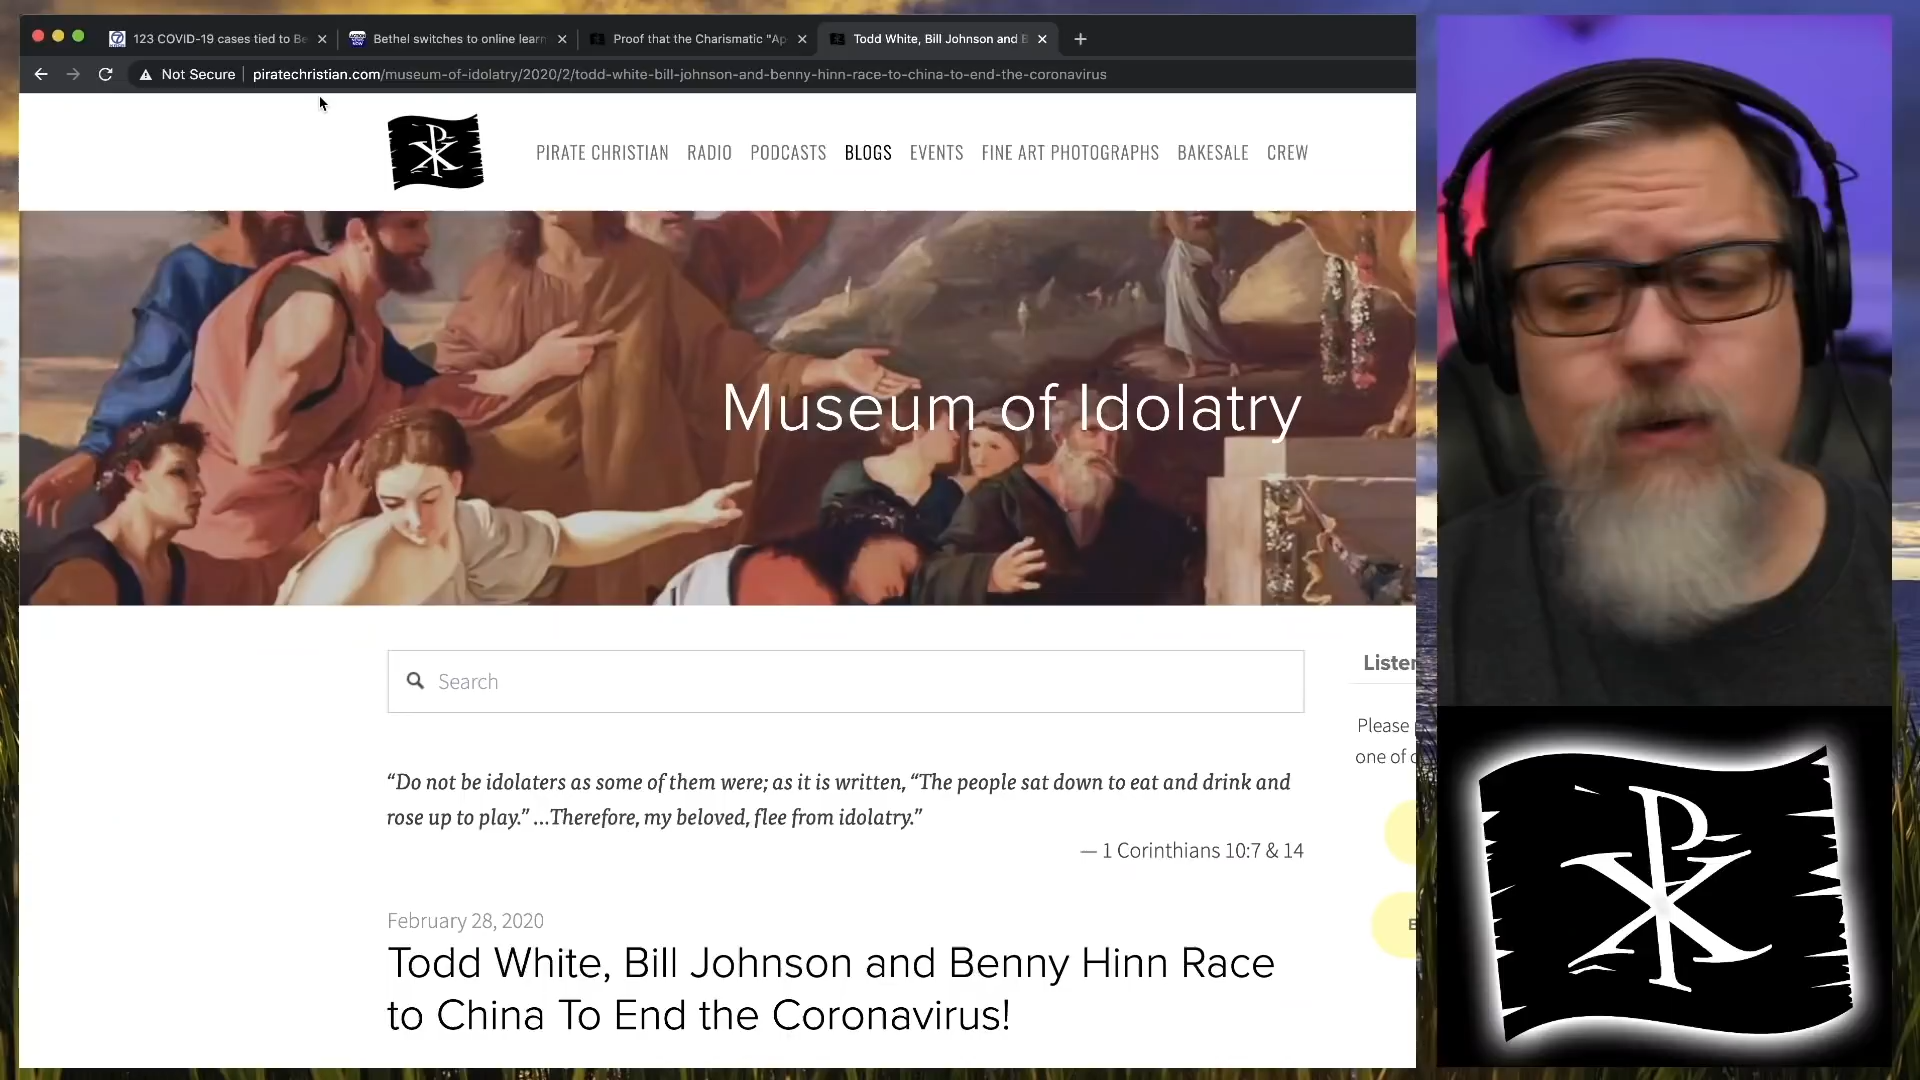 123 COVID-19 cases tied to Be
Bethel switches to online learn
Proof that the Charismatic "Ap
Todd White, Bill Johnson and B
Not Secure
piratechristian.com/museum-of-idolatry/2020/2/todd-white-bill-johnson-and-benny-hinn-race-to-china-to-end-the-coronavirus
PIRATE CHRISTIAN RADIO PODCASTS BLOGS EVENTS FINE ART PHOTOGRAPHS BAKESALE CREW
Museum of Idolatry
Search
Listen
Please
one of
“Do not be idolaters as some of them were; as it is written, “The people sat down to eat and drink and
rose up to play.” ...Therefore, my beloved, flee from idolatry.”
— 1 Corinthians 10:7 & 14
February 28, 2020
Todd White, Bill Johnson and Benny Hinn Race
to China To End the Coronavirus!